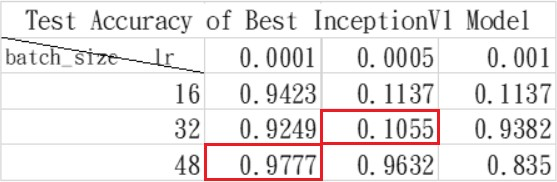 Test Accuracy of Best InceptionV1 Model
batch_size lr 0.0001 0.0005 0.001
16 0.9423 0.1137 0.1137
32 0.9249 0.1055 0.9382
48 0.9777 0.9632 0.835